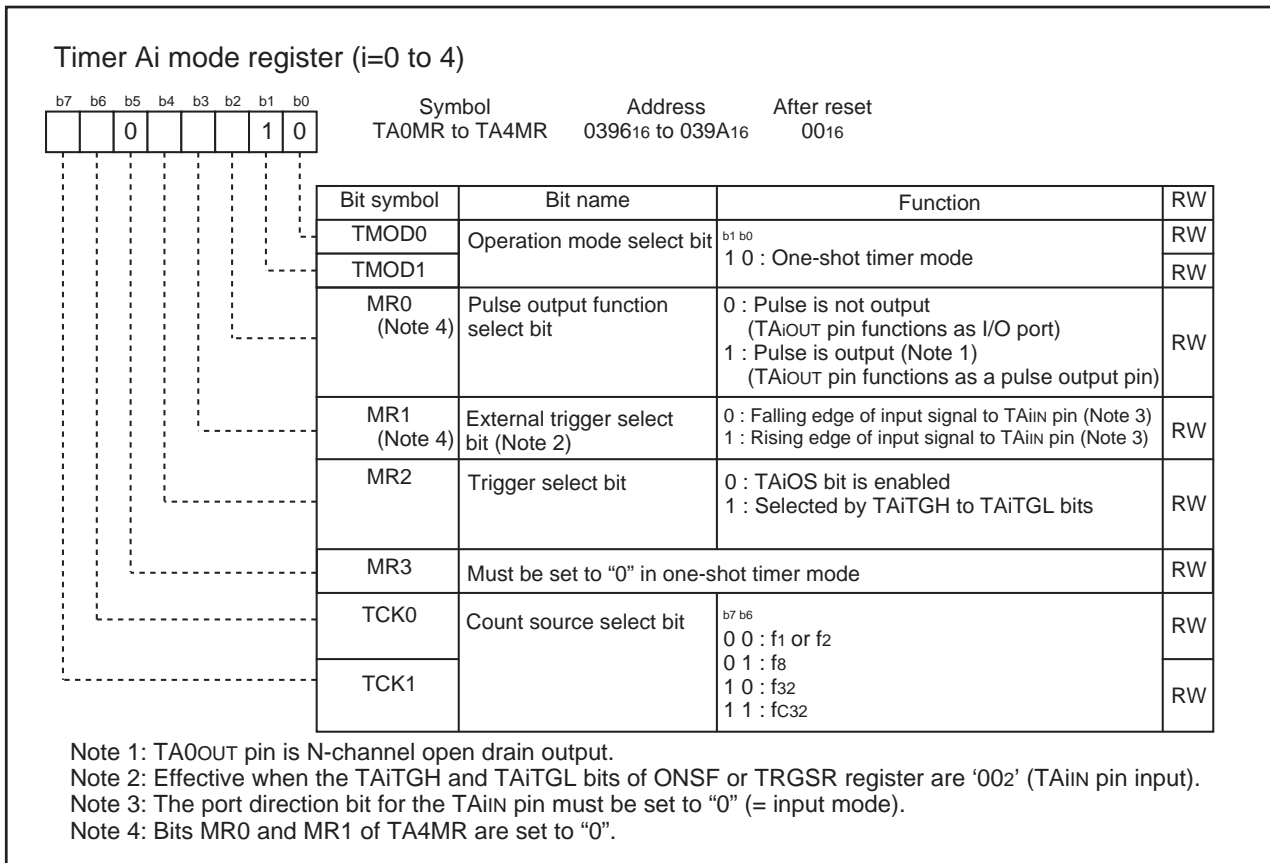 Timer Ai mode register (i=0 to 4)
b7 b6 b5 b4 b3 b2 b1 b0
0 1 0
Symbol Address After reset
TA0MR to TA4MR 039616 to 039A16 0016
Bit symbol Bit name Function RW
TMOD0 Operation mode select bit b1 b0 RW
1 0 : One-shot timer mode
TMOD1 RW
MR0 Pulse output function 0 : Pulse is not output
(Note 4) select bit (TAiOUT pin functions as I/O port)
1 : Pulse is output (Note 1) RW
(TAiOUT pin functions as a pulse output pin)
MR1 External trigger select 0 : Falling edge of input signal to TAiIN pin (Note 3)
(Note 4) bit (Note 2) 1 : Rising edge of input signal to TAiIN pin (Note 3) RW
MR2 Trigger select bit 0 : TAiOS bit is enabled
1 : Selected by TAiTGH to TAiTGL bits RW
MR3 Must be set to “0” in one-shot timer mode RW
TCK0 Count source select bit b7 b6 RW
0 0 : f1 or f2
0 1 : f8
TCK1 1 0 : f32 RW
1 1 : fC32
Note 1: TA0OUT pin is N-channel open drain output.
Note 2: Effective when the TAiTGH and TAiTGL bits of ONSF or TRGSR register are ‘002’ (TAiIN pin input).
Note 3: The port direction bit for the TAiIN pin must be set to “0” (= input mode).
Note 4: Bits MR0 and MR1 of TA4MR are set to “0”.